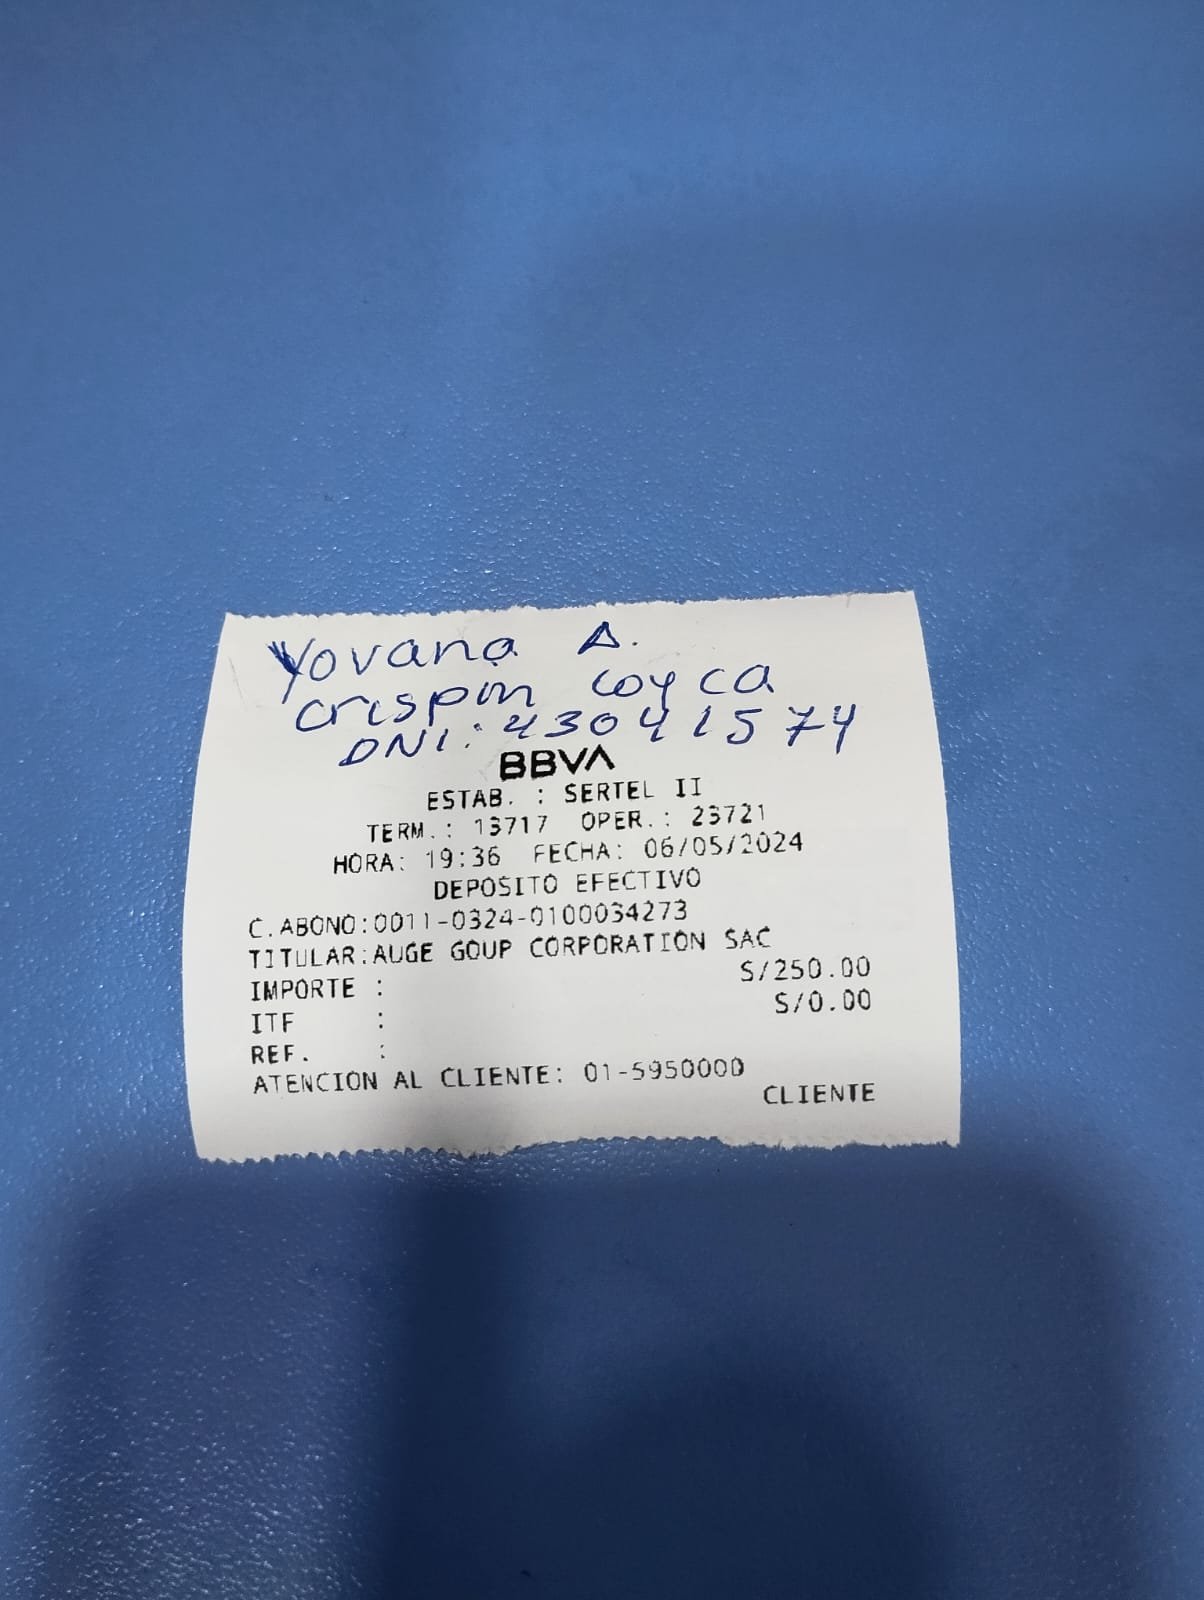 Yovana A.
Crispin Coyca
DNI: 43041574
BBVA
ESTAB. : SERTEL II
TERM.: 13717 OPER.: 23721
HORA: 19:36 FECHA: 06/05/2024
DEPOSITO EFECTIVO
C.ABONO:0011-0324-0100034273
TITULAR:AUGE GOUP CORPORATION SAC
IMPORTE : S/250.00
ITF : S/0.00
REF. :
ATENCION AL CLIENTE: 01-5950000
CLIENTE